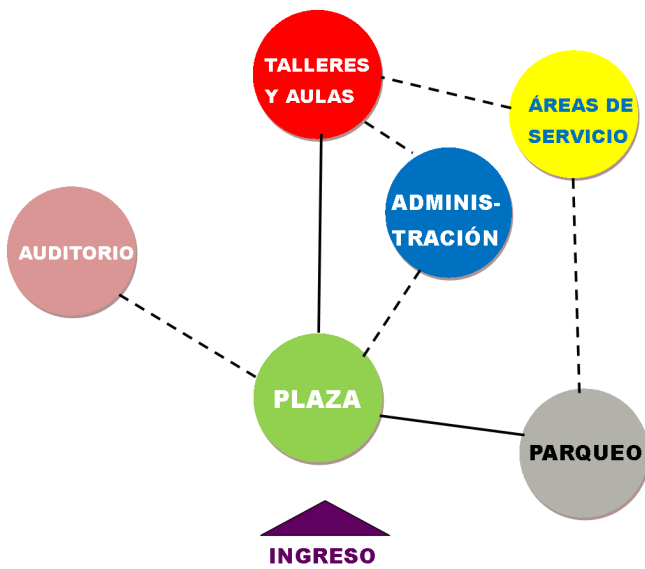 TALLERES
Y AULAS
ÁREAS DE
SERVICIO
ADMINIS-
TRACIÓN
AUDITORIO
PLAZA
PARQUEO
INGRESO